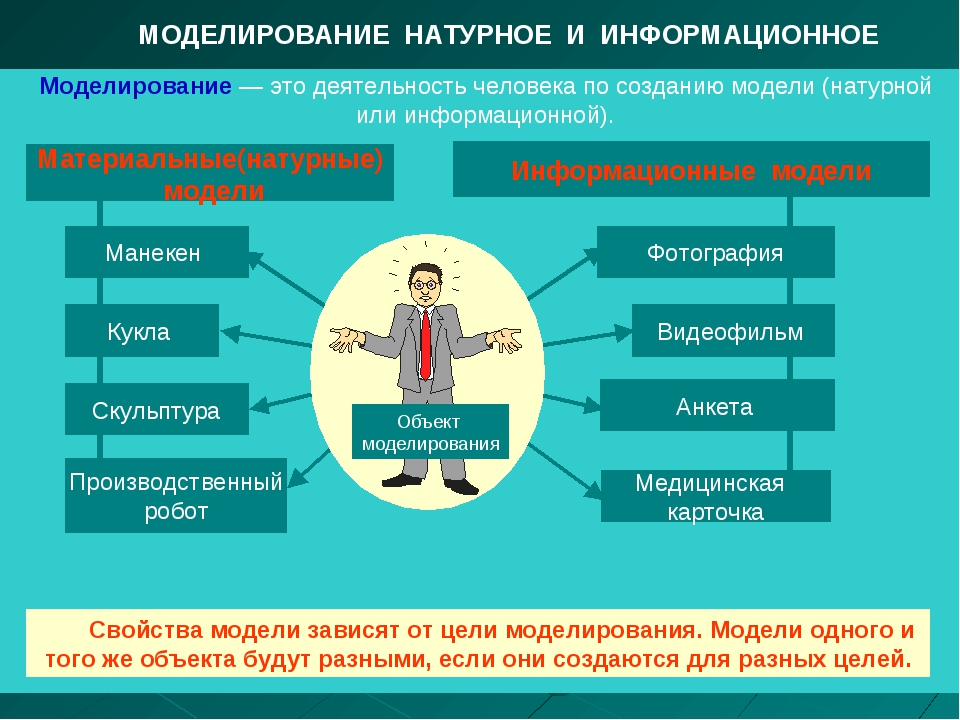 МОДЕЛИРОВАНИЕ НАТУРНОЕ И ИНФОРМАЦИОННОЕ
Моделирование — это деятельность человека по созданию модели (натурной
или информационной).
Материальные(натурные)
модели
Манекен
Кукла
Скульптура
Производственный
робот
Объект
моделирования
Информационные модели
Фотография
Видеофильм
Анкета
Медицинская
карточка
Свойства модели зависят от цели моделирования. Модели одного и
того же объекта будут разными, если они создаются для разных целей.